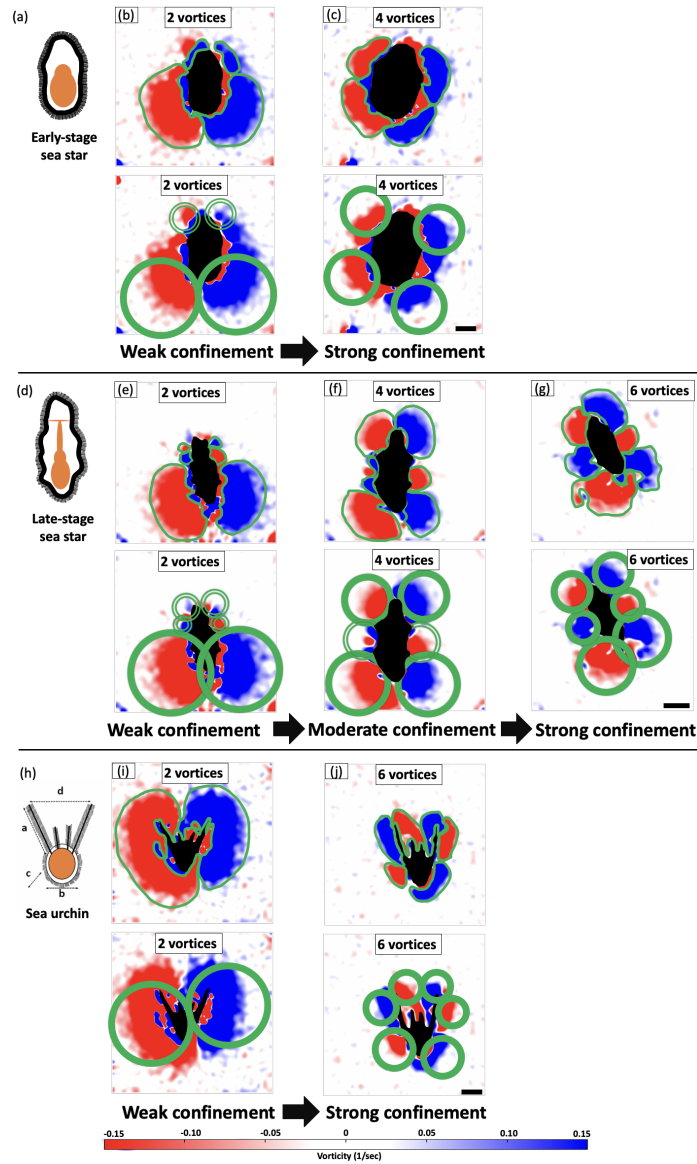 (a)
(b)
2 vortices
(c)
4 vortices
Early-stage
sea star
2 vortices
4 vortices
Weak confinement
Strong confinement
(d)
(e)
2 vortices
(f)
4 vortices
(g)
6 vortices
Late-stage
sea star
2 vortices
4 vortices
6 vortices
Weak confinement
Moderate confinement
Strong confinement
(h)
d
a
c
b
Sea urchin
(i)
2 vortices
(j)
6 vortices
2 vortices
6 vortices
Weak confinement
Strong confinement
-0.15
-0.10
-0.05
0
0.05
0.10
0.15
Vorticity (1/sec)